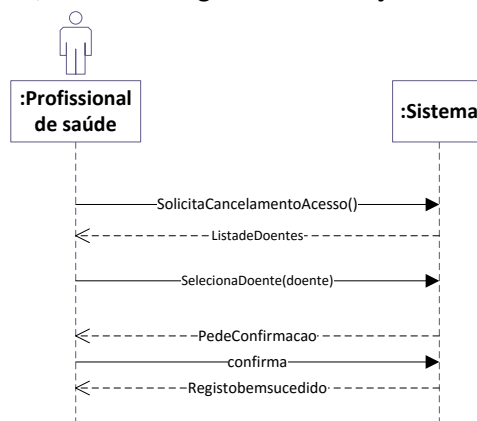 :Profissional
de saúde
:Sistema
SolicitaCancelamentoAcesso()
ListadeDoentes
SelecionaDoente(doente)
PedeConfirmacao
confirma
Registobemsucedido